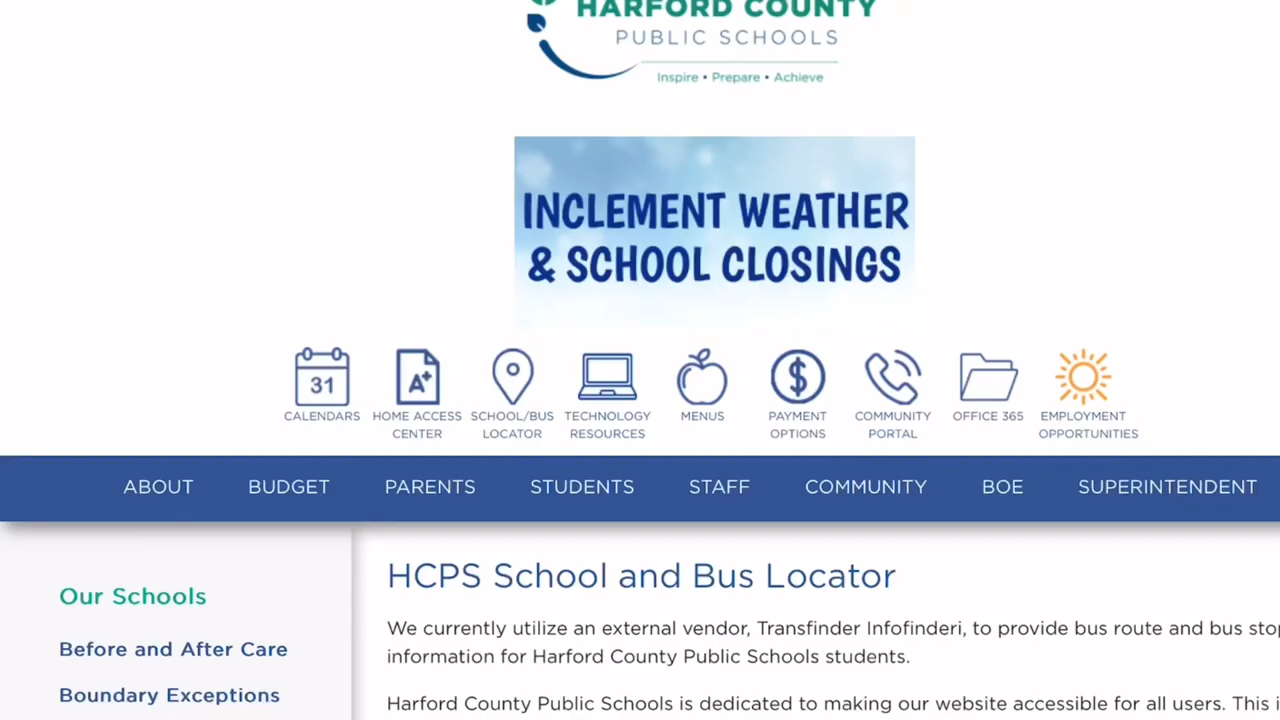 HARFORD COUNTY
PUBLIC SCHOOLS
Inspire • Prepare • Achieve
INCLEMENT WEATHER
& SCHOOL CLOSINGS
31
A+
$
CALENDARS
HOME ACCESS CENTER
SCHOOL/BUS LOCATOR
TECHNOLOGY RESOURCES
MENUS
PAYMENT OPTIONS
COMMUNITY PORTAL
OFFICE 365
EMPLOYMENT OPPORTUNITIES
ABOUT BUDGET PARENTS STUDENTS STAFF COMMUNITY BOE SUPERINTENDENT
Our Schools
Before and After Care
Boundary Exceptions
HCPS School and Bus Locator
We currently utilize an external vendor, Transfinder Infofinderi, to provide bus route and bus stop
information for Harford County Public Schools students.
Harford County Public Schools is dedicated to making our website accessible for all users. This i